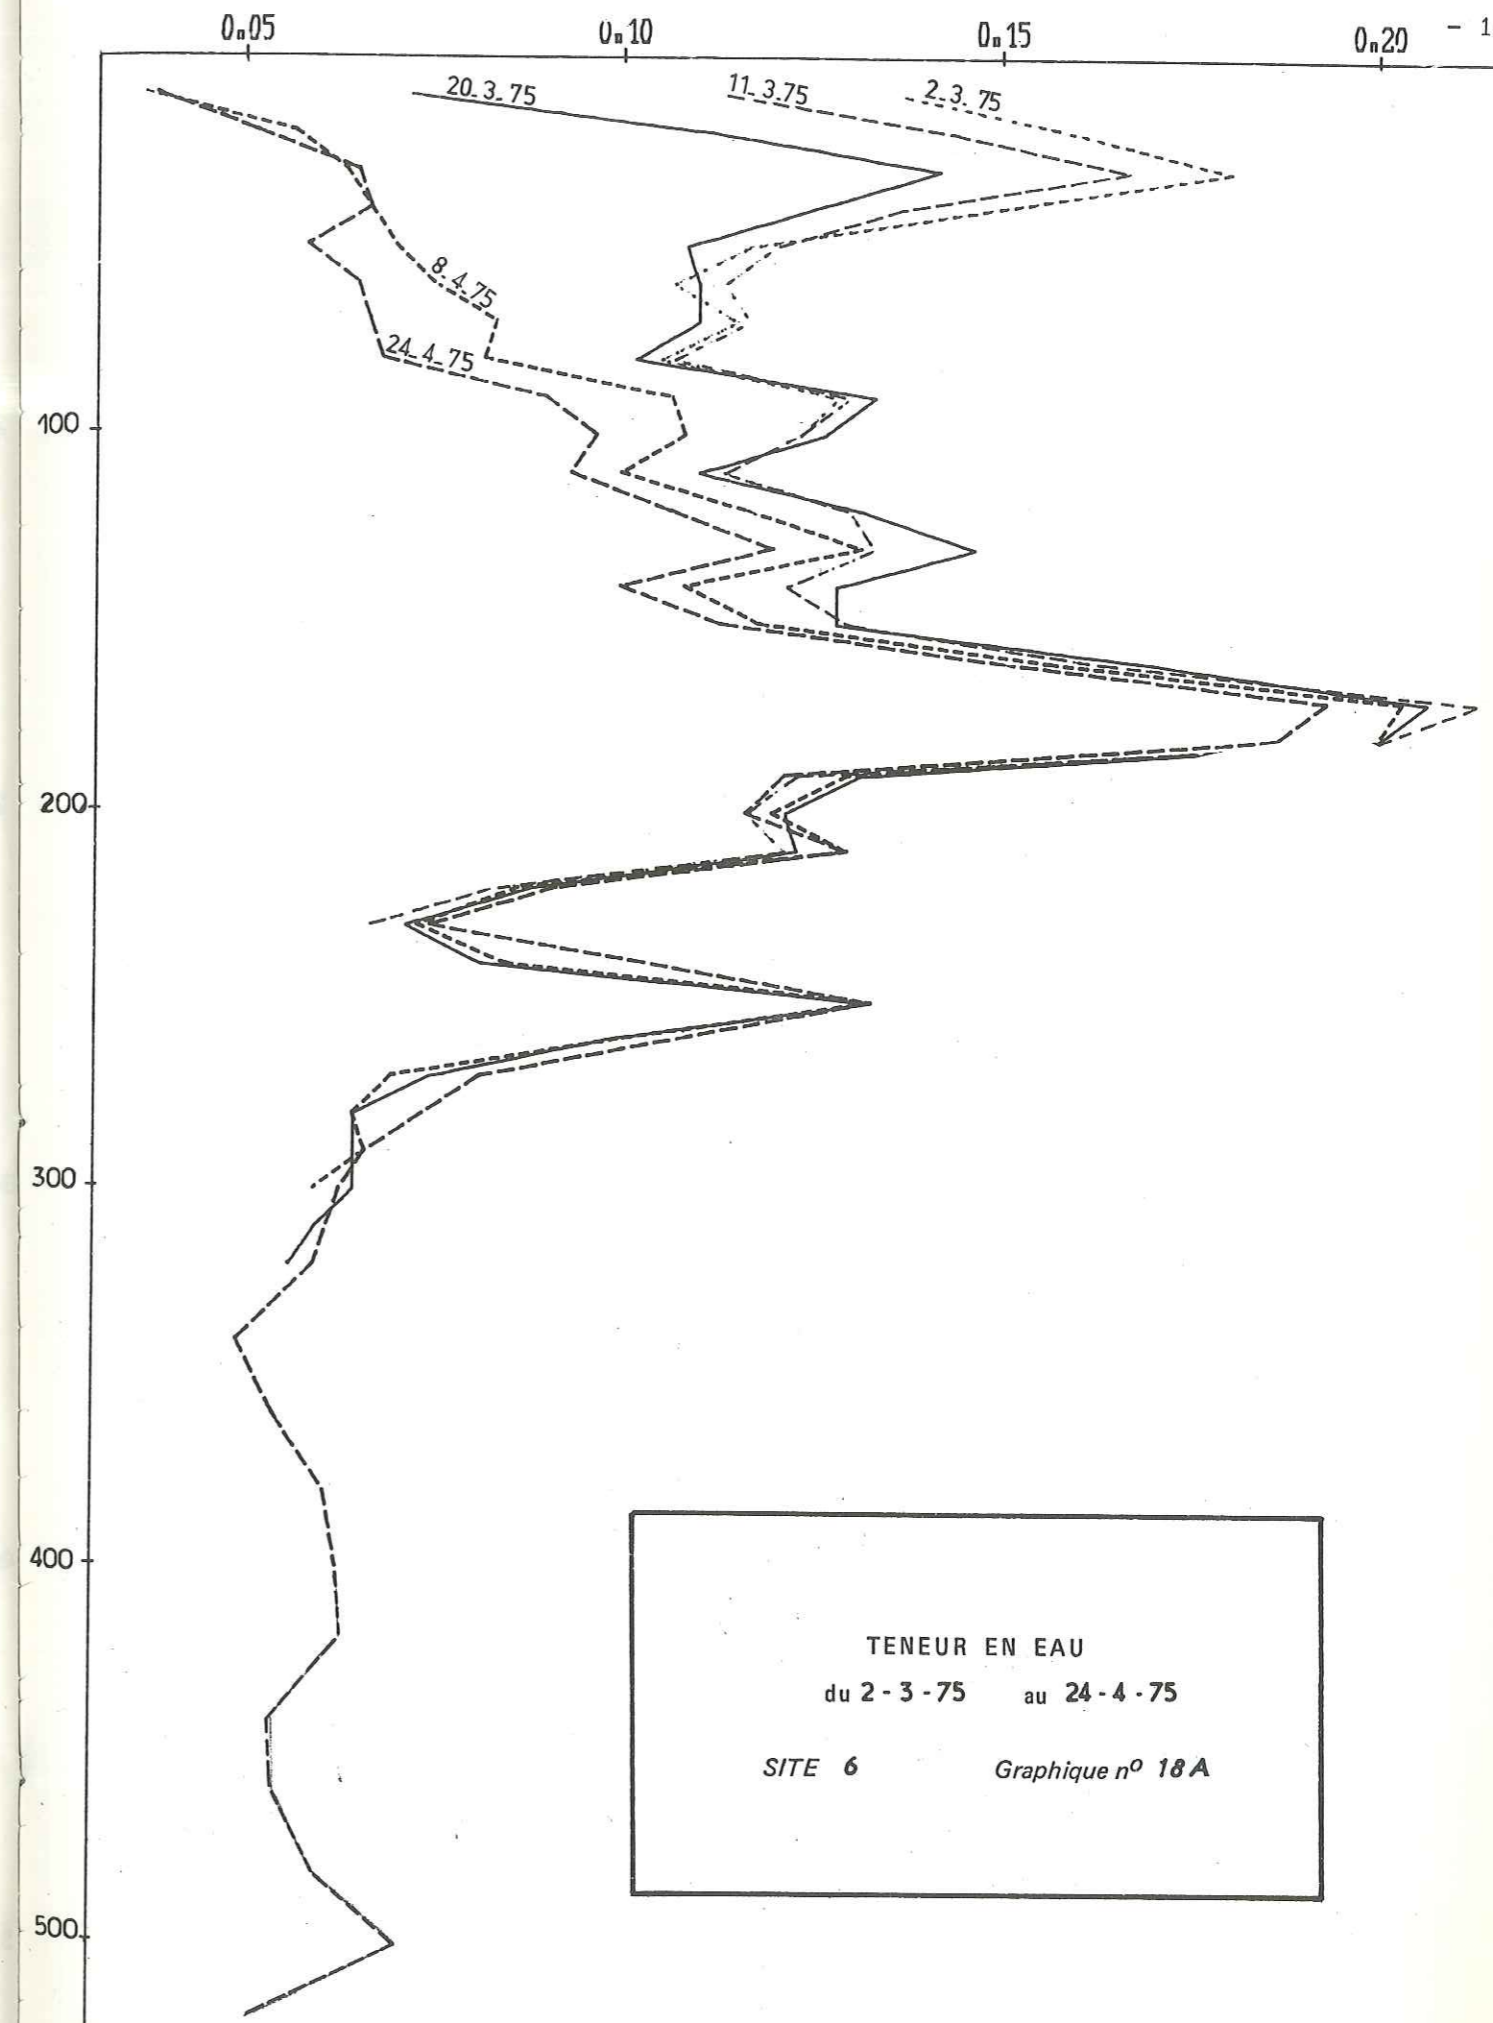 0.05 0.10 0.15 0.20 - 1
20-3-75 11-3.75 2-3.75
8-4.75
24-4-75
100
200
300
400
500
TENEUR EN EAU
du 2 - 3 - 75 au 24 - 4 - 75
SITE 6 Graphique nº 18 A